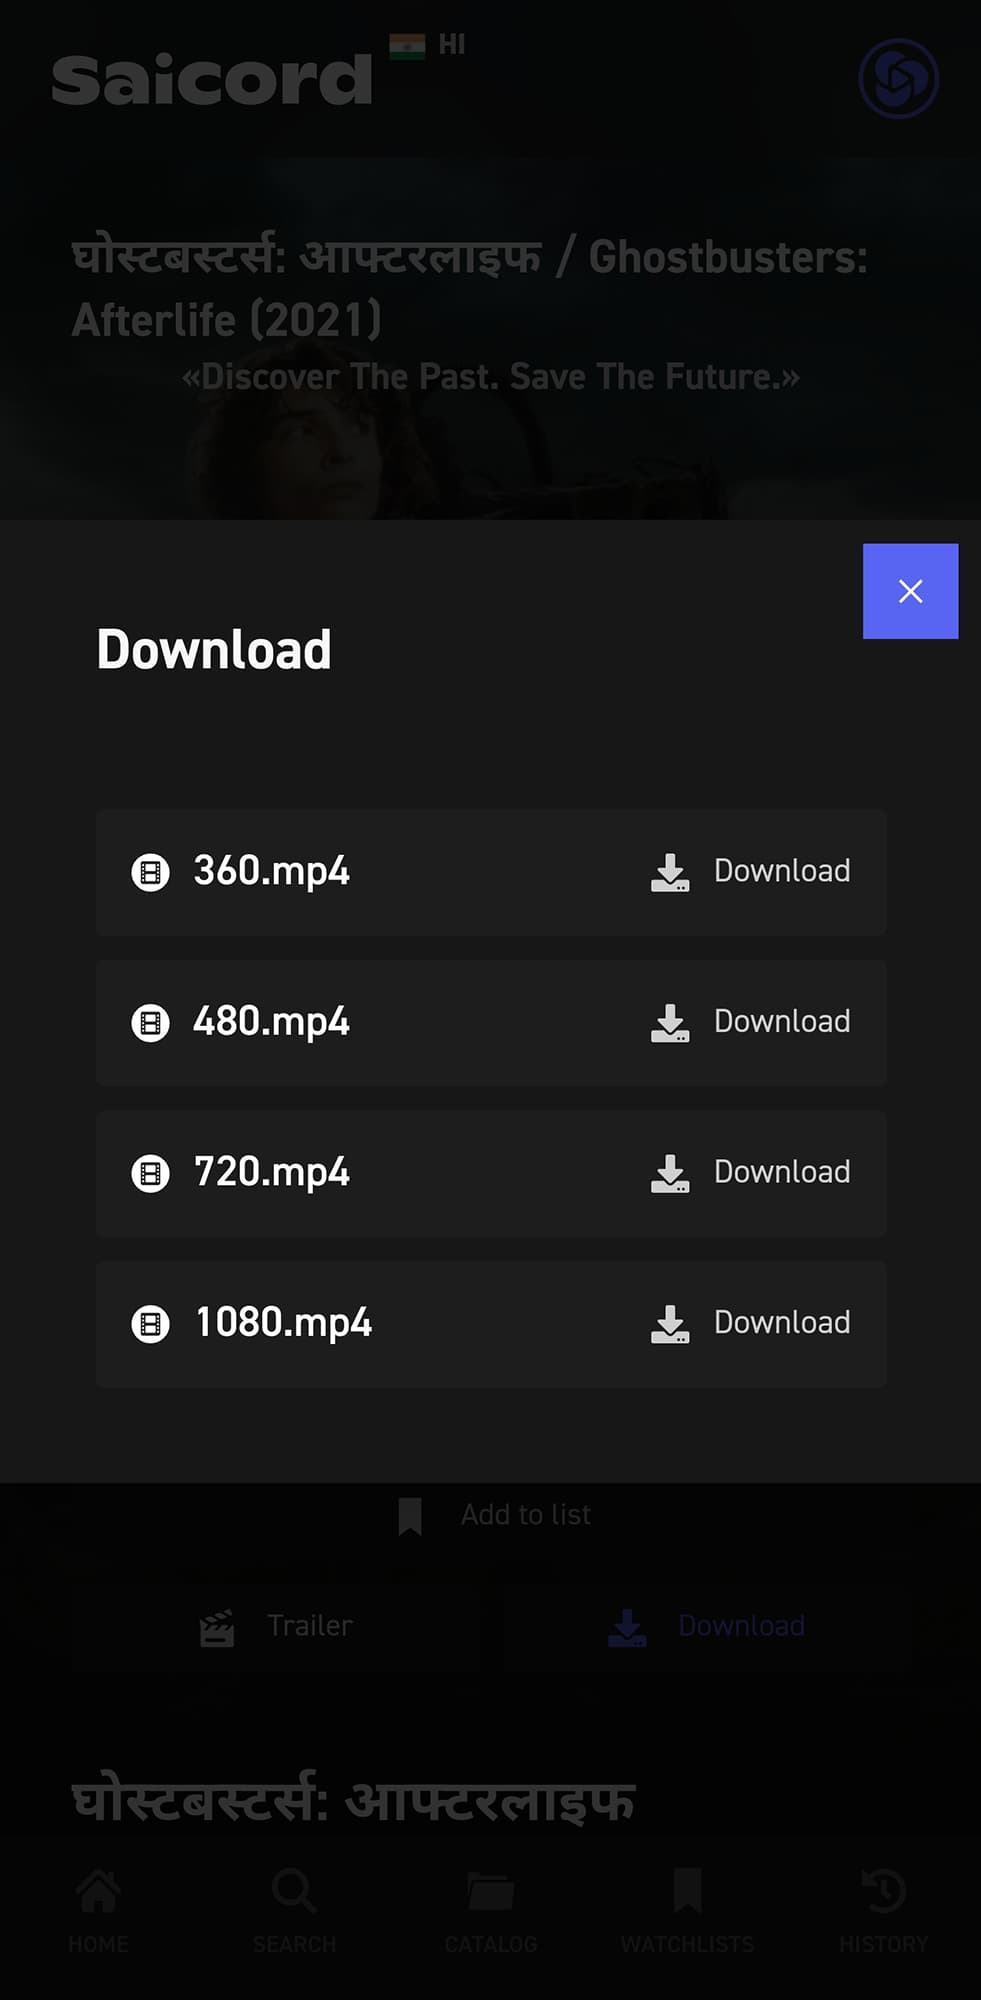 Saicord HI
घोस्टबस्टर्स: आफ्टरलाइफ / Ghostbusters:
Afterlife (2021)
«Discover The Past. Save The Future.»
Download
360.mp4 Download
480.mp4 Download
720.mp4 Download
1080.mp4 Download
Add to list
Trailer Download
घोस्टबस्टर्स: आफ्टरलाइफ
HOME SEARCH CATALOG WATCHLISTS HISTORY